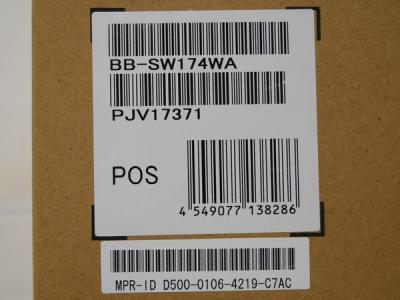 BB-SW174WA
PJV17371
POS
4 549077 138286
MPR-ID D500-0106-4219-C7AC